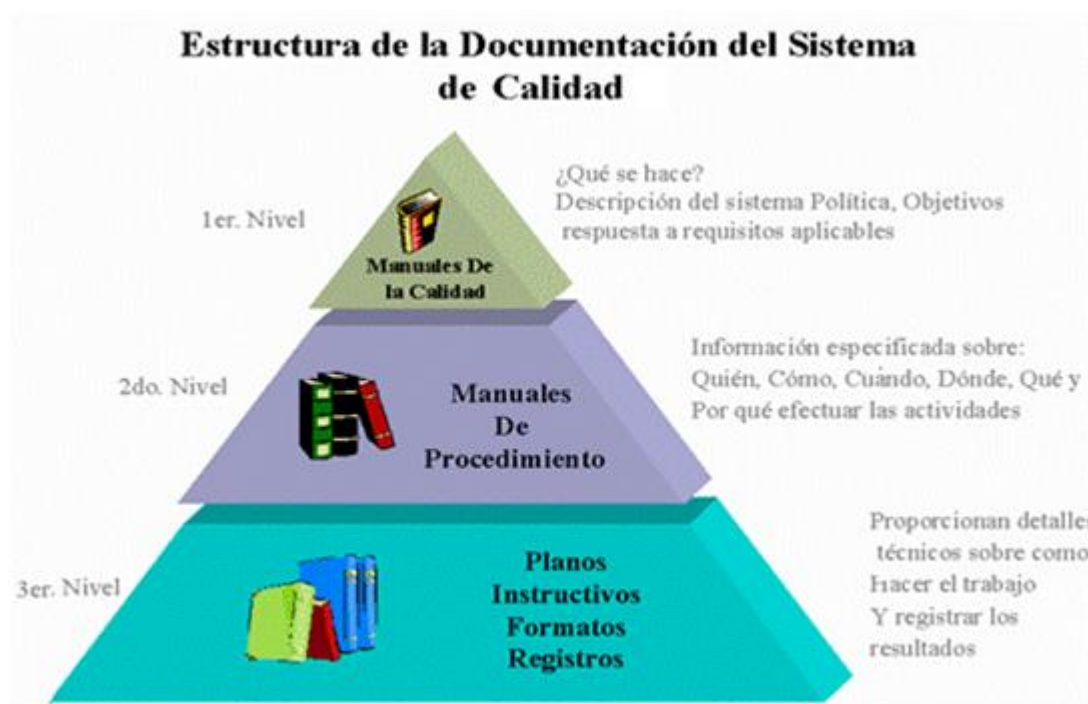 Estructura de la Documentación del Sistema
de Calidad
1er. Nivel
Manuales De
la Calidad
¿Qué se hace?
Descripción del sistema Política, Objetivos
respuesta a requisitos aplicables
2do. Nivel
Manuales
De
Procedimiento
Información especificada sobre:
Quién, Cómo, Cuándo, Dónde, Qué y
Por qué efectuar las actividades
3er. Nivel
Planos
Instructivos
Formatos
Registros
Proporcionan detalles
técnicos sobre como
hacer el trabajo
Y registrar los
resultados